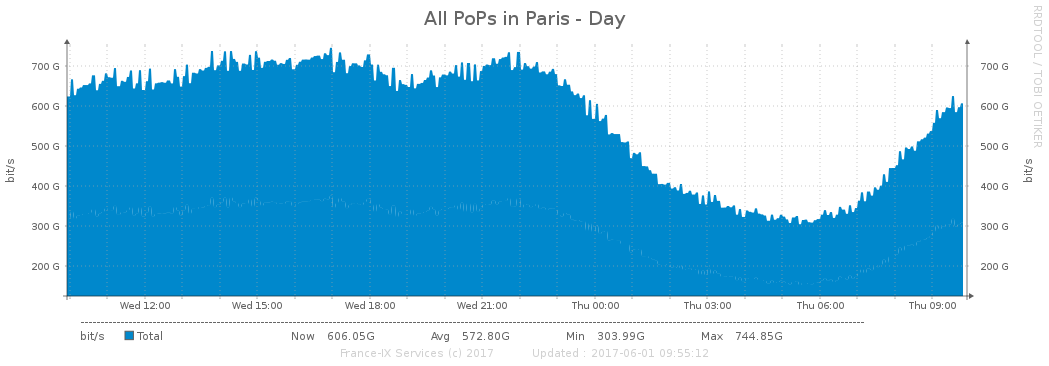 All PoPs in Paris - Day
RRDTOOL / TOBI OETIKER
bit/s
700 G 700 G
600 G 600 G
500 G 500 G
400 G 400 G
300 G 300 G
200 G 200 G
bit/s
Wed 12:00 Wed 15:00 Wed 18:00 Wed 21:00 Thu 00:00 Thu 03:00 Thu 06:00 Thu 09:00
bit/s Total Now 606.05G Avg 572.80G Min 303.99G Max 744.85G
France-IX Services (c) 2017 Updated : 2017-06-01 09:55:12